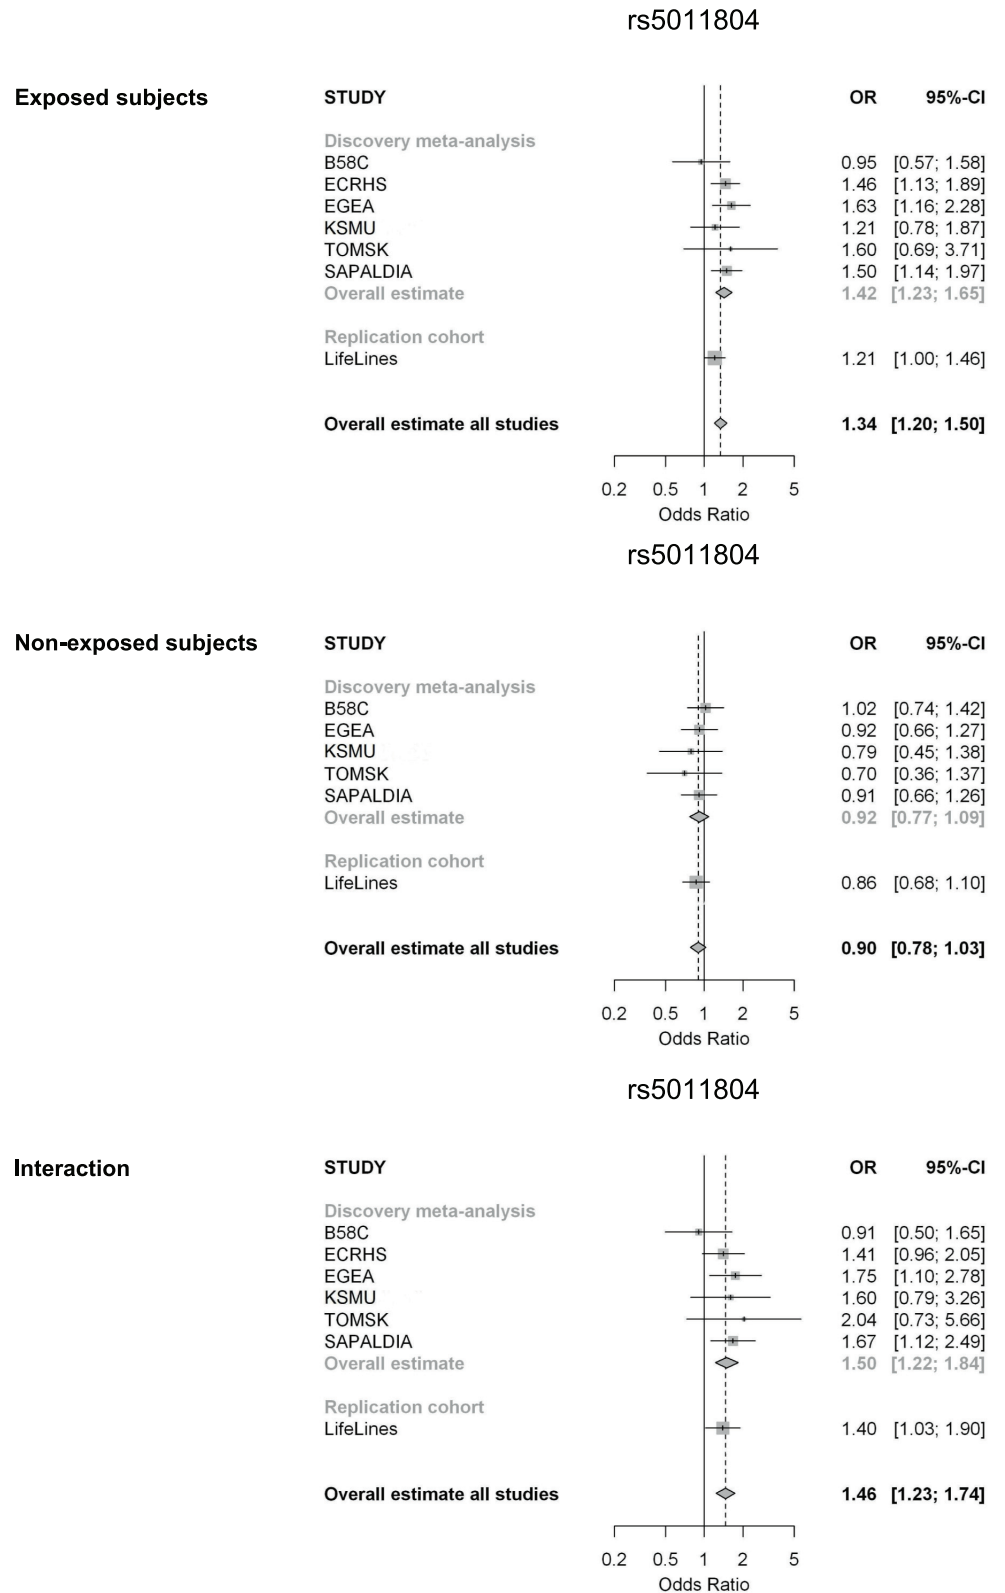 rs5011804
Exposed subjects STUDY OR 95%-CI
Discovery meta-analysis
B58C 0.95 [0.57; 1.58]
ECRHS 1.46 [1.13; 1.89]
EGEA 1.63 [1.16; 2.28]
KSMU 1.21 [0.78; 1.87]
TOMSK 1.60 [0.69; 3.71]
SAPALDIA 1.50 [1.14; 1.97]
Overall estimate 1.42 [1.23; 1.65]
Replication cohort
LifeLines 1.21 [1.00; 1.46]
Overall estimate all studies 1.34 [1.20; 1.50]
0.2 0.5 1 2 5
Odds Ratio
rs5011804
Non-exposed subjects STUDY OR 95%-CI
Discovery meta-analysis
B58C 1.02 [0.74; 1.42]
EGEA 0.92 [0.66; 1.27]
KSMU 0.79 [0.45; 1.38]
TOMSK 0.70 [0.36; 1.37]
SAPALDIA 0.91 [0.66; 1.26]
Overall estimate 0.92 [0.77; 1.09]
Replication cohort
LifeLines 0.86 [0.68; 1.10]
Overall estimate all studies 0.90 [0.78; 1.03]
0.2 0.5 1 2 5
Odds Ratio
rs5011804
Interaction STUDY OR 95%-CI
Discovery meta-analysis
B58C 0.91 [0.50; 1.65]
ECRHS 1.41 [0.96; 2.05]
EGEA 1.75 [1.10; 2.78]
KSMU 1.60 [0.79; 3.26]
TOMSK 2.04 [0.73; 5.66]
SAPALDIA 1.67 [1.12; 2.49]
Overall estimate 1.50 [1.22; 1.84]
Replication cohort
LifeLines 1.40 [1.03; 1.90]
Overall estimate all studies 1.46 [1.23; 1.74]
0.2 0.5 1 2 5
Odds Ratio